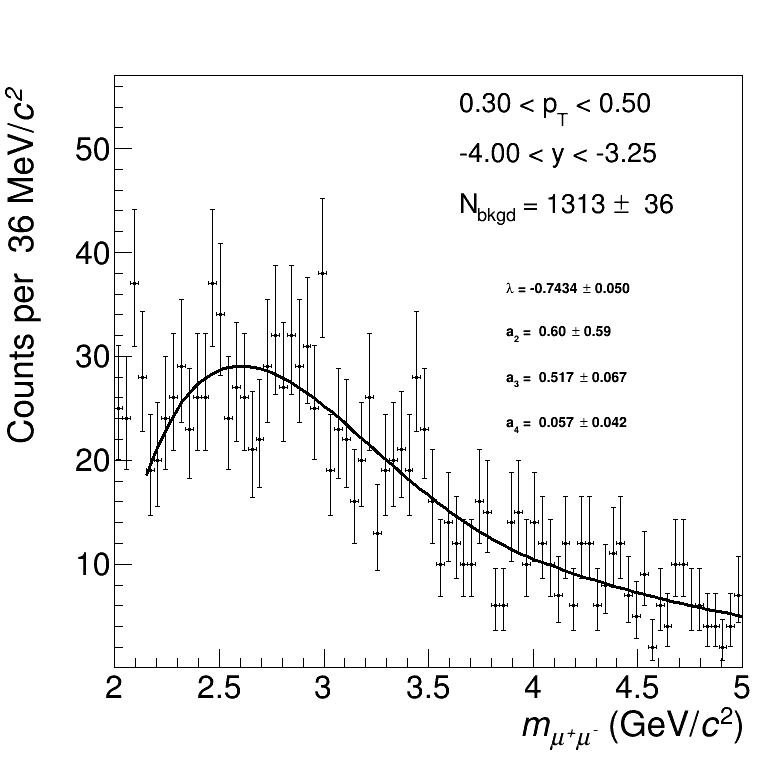 0.30 < p_T < 0.50
-4.00 < y < -3.25
N_bkgd = 1313 ± 36
λ = -0.7434 ± 0.050
a_2 = 0.60 ± 0.59
a_3 = 0.517 ± 0.067
a_4 = 0.057 ± 0.042
Counts per 36 MeV/c²
50
40
30
20
10
2 2.5 3 3.5 4 4.5 5
m_μ⁺μ⁻ (GeV/c²)